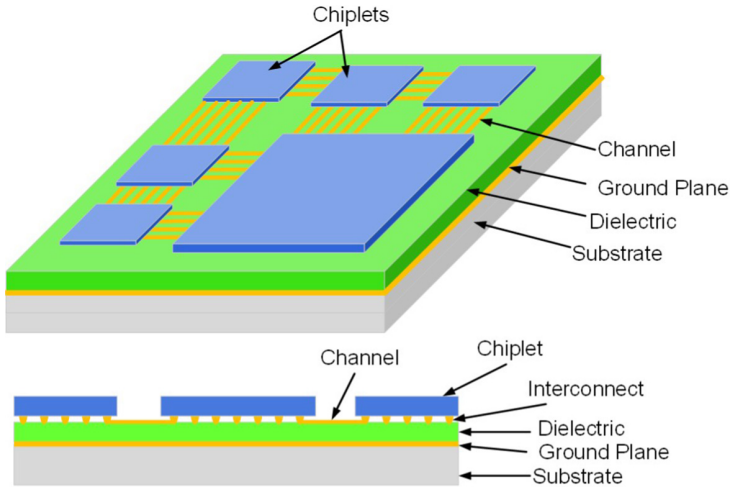 Chiplets
Channel
Ground Plane
Dielectric
Substrate
Channel
Chiplet
Interconnect
Dielectric
Ground Plane
Substrate